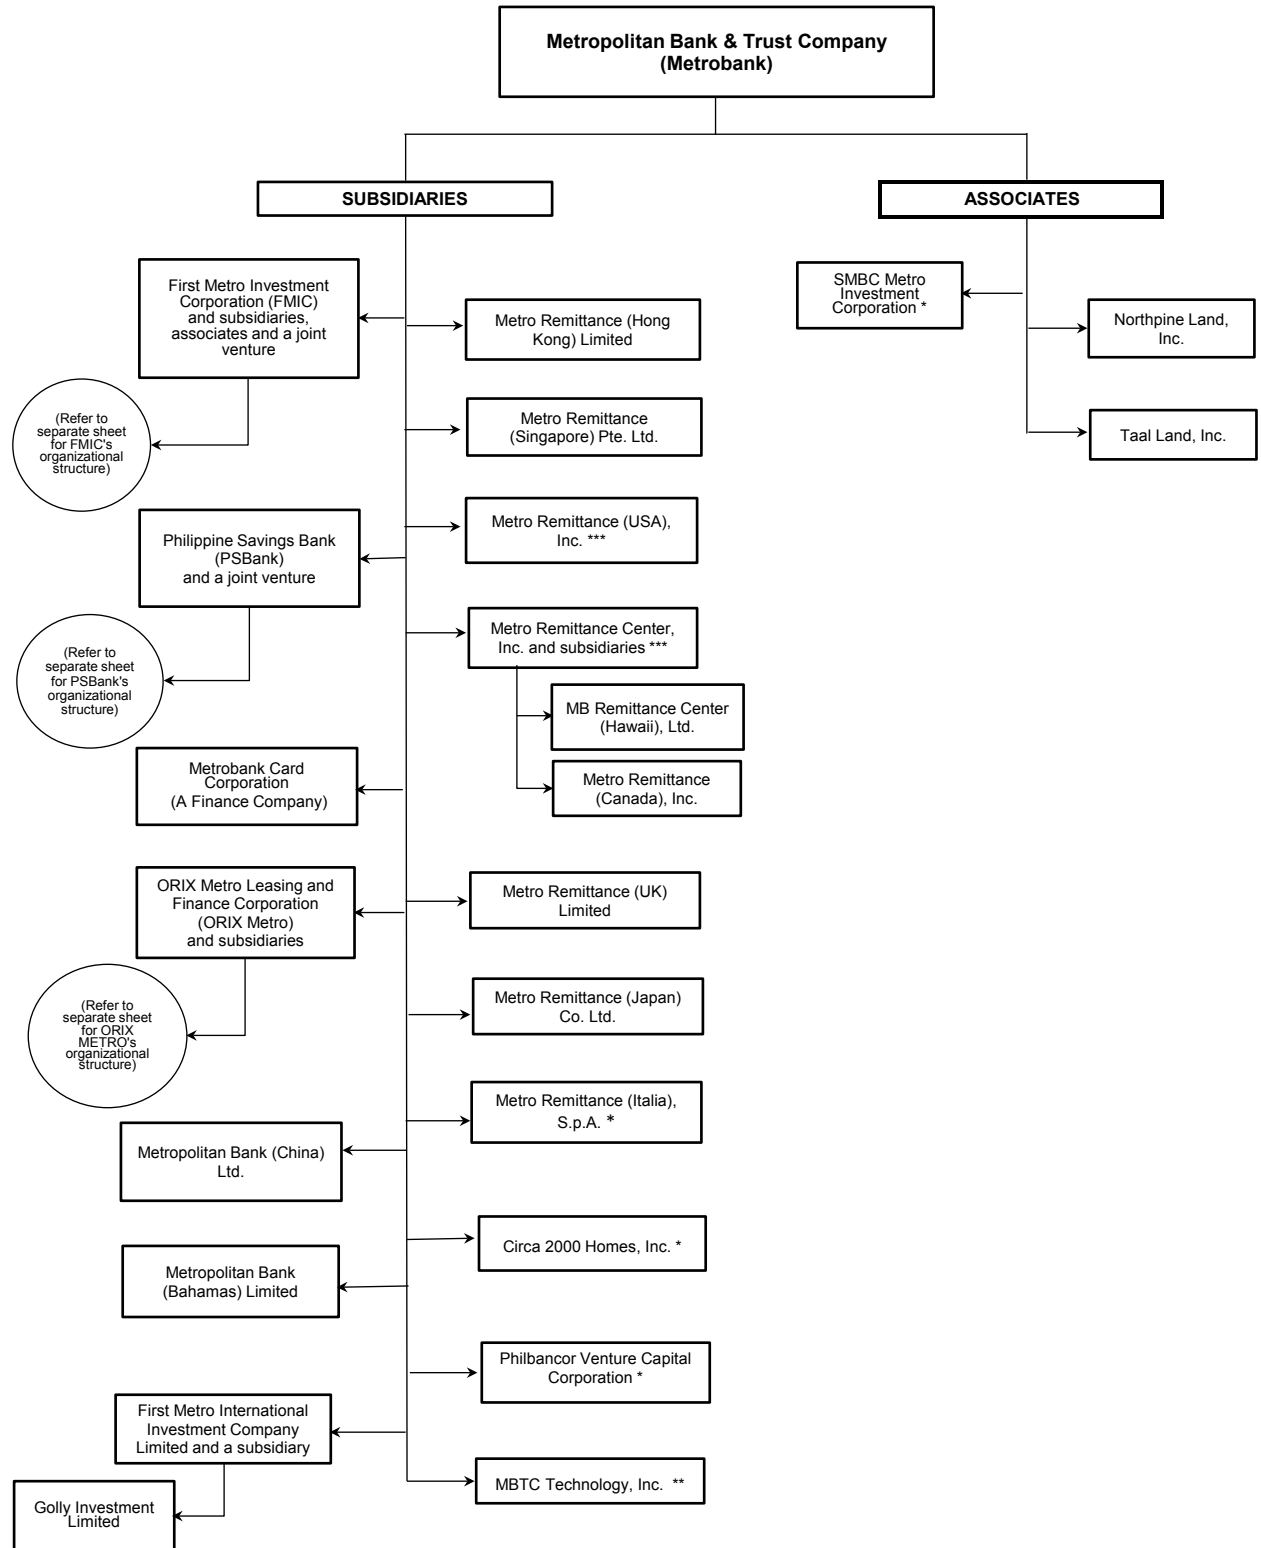 Metropolitan Bank & Trust Company
(Metrobank)
SUBSIDIARIES
ASSOCIATES
First Metro Investment
Corporation (FMIC)
and subsidiaries,
associates and a joint
venture
(Refer to
separate sheet
for FMIC's
organizational
structure)
Philippine Savings Bank
(PSBank)
and a joint venture
(Refer to
separate sheet
for PSBank's
organizational
structure)
Metrobank Card
Corporation
(A Finance Company)
ORIX Metro Leasing and
Finance Corporation
(ORIX Metro)
and subsidiaries
(Refer to
separate sheet
for ORIX
METRO's
organizational
structure)
Metropolitan Bank (China)
Ltd.
Metropolitan Bank
(Bahamas) Limited
First Metro International
Investment Company
Limited and a subsidiary
Golly Investment
Limited
Metro Remittance (Hong
Kong) Limited
Metro Remittance
(Singapore) Pte. Ltd.
Metro Remittance (USA),
Inc. ***
Metro Remittance Center,
Inc. and subsidiaries ***
MB Remittance Center
(Hawaii), Ltd.
Metro Remittance
(Canada), Inc.
Metro Remittance (UK)
Limited
Metro Remittance (Japan)
Co. Ltd.
Metro Remittance (Italia),
S.p.A. *
Circa 2000 Homes, Inc. *
Philbancor Venture Capital
Corporation *
MBTC Technology, Inc. **
SMBC Metro
Investment
Corporation *
Northpine Land,
Inc.
Taal Land, Inc.